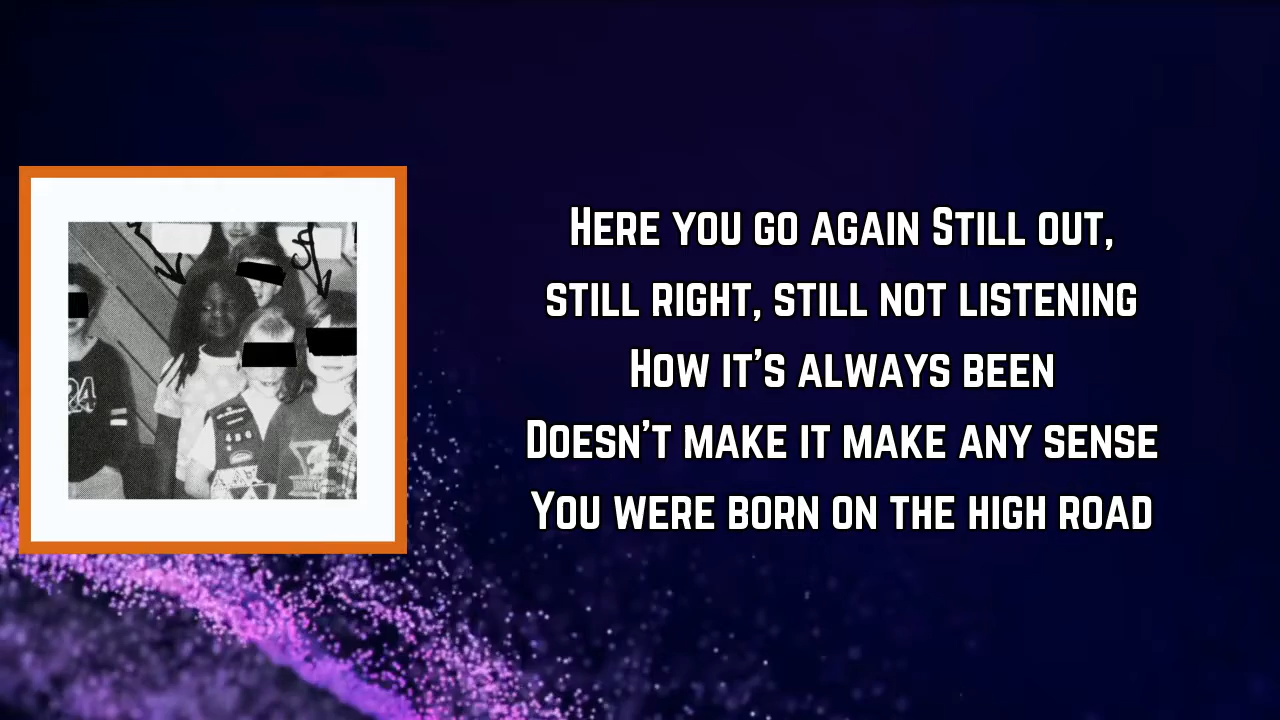 Here you go again Still out,
still right, still not listening
How it's always been
Doesn't make it make any sense
You were born on the high road
24